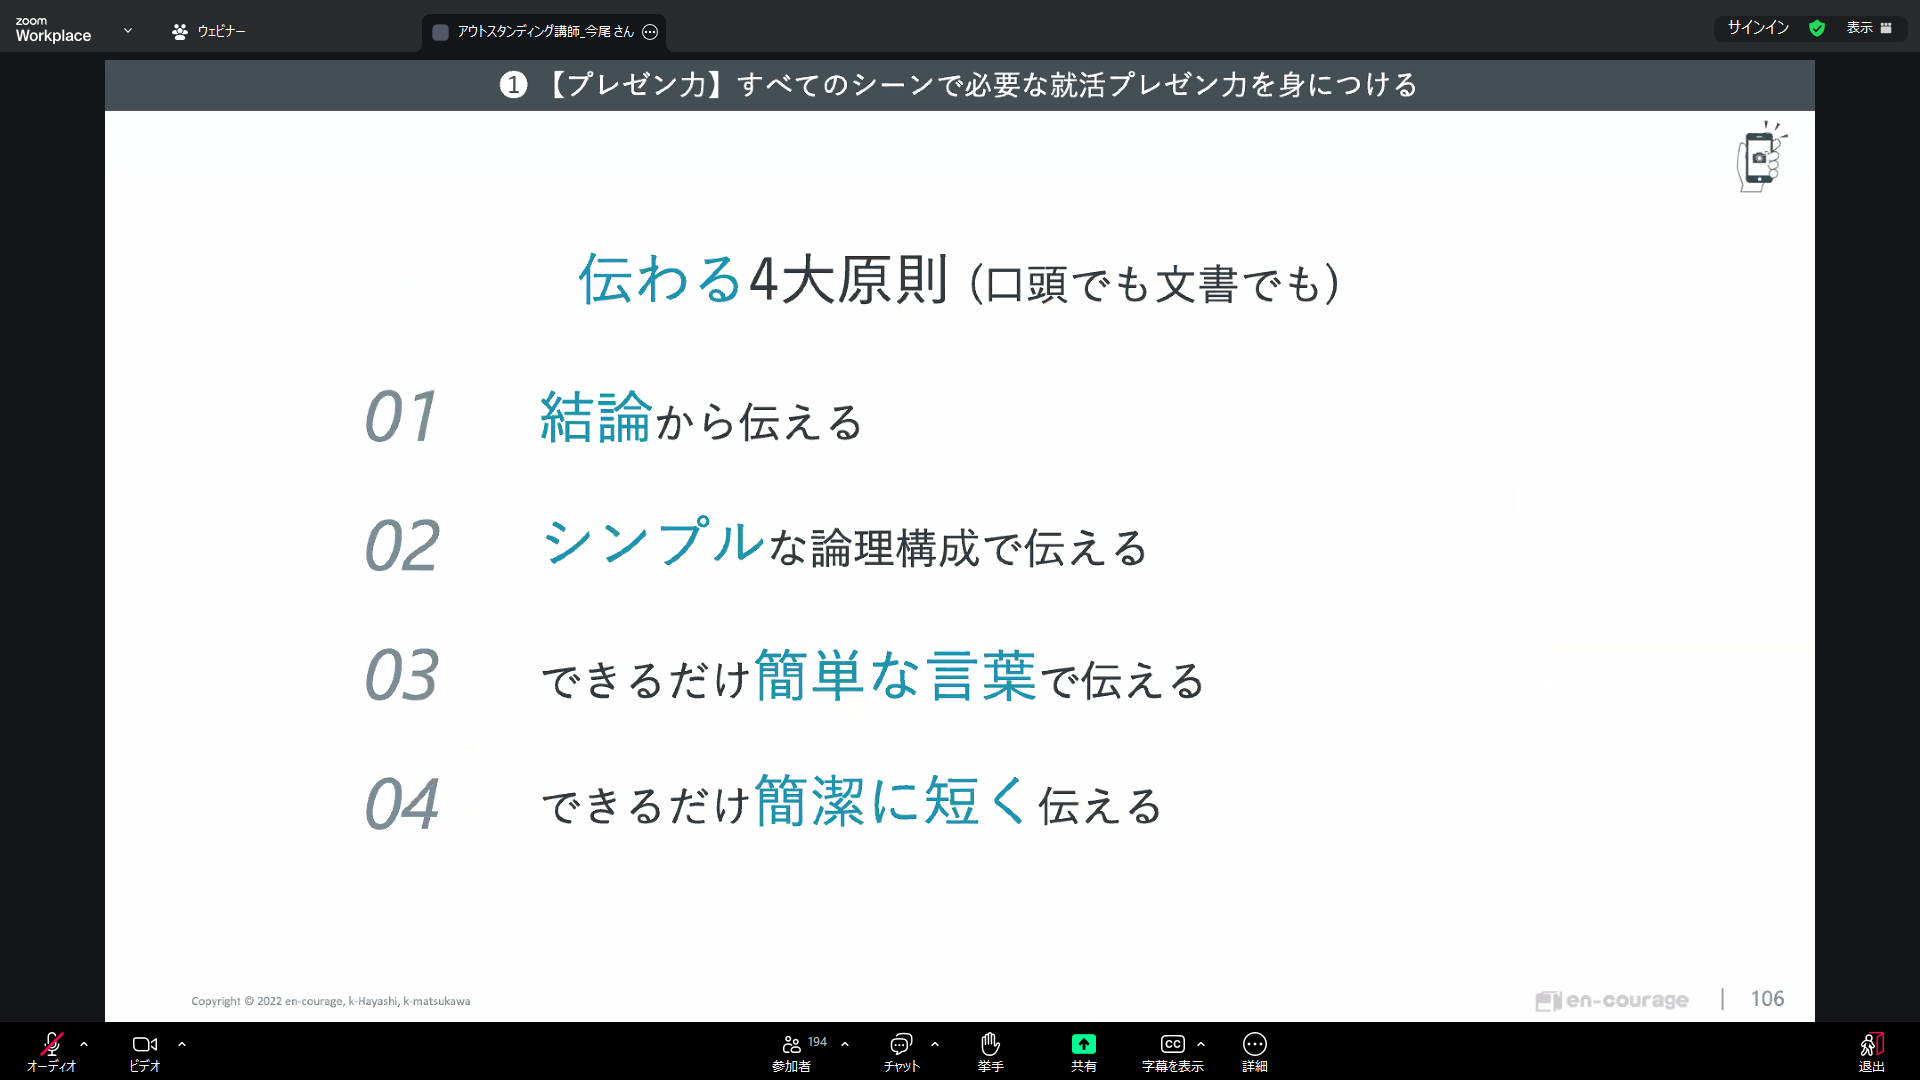 zoom
Workplace
ウェビナー
アウトスタンディング講師_今尾 さん
サインイン
表示
❶ 【プレゼン力】すべてのシーンで必要な就活プレゼン力を身につける
伝わる4大原則 (口頭でも文書でも)
01 結論から伝える
02 シンプルな論理構成で伝える
03 できるだけ簡単な言葉で伝える
04 できるだけ簡潔に短く伝える
Copyright © 2022 en-courage, k-Hayashi, k-matsukawa
en-courage | 106
オーディオ
ビデオ
194
参加者
チャット
挙手
共有
CC
字幕を表示
詳細
退出